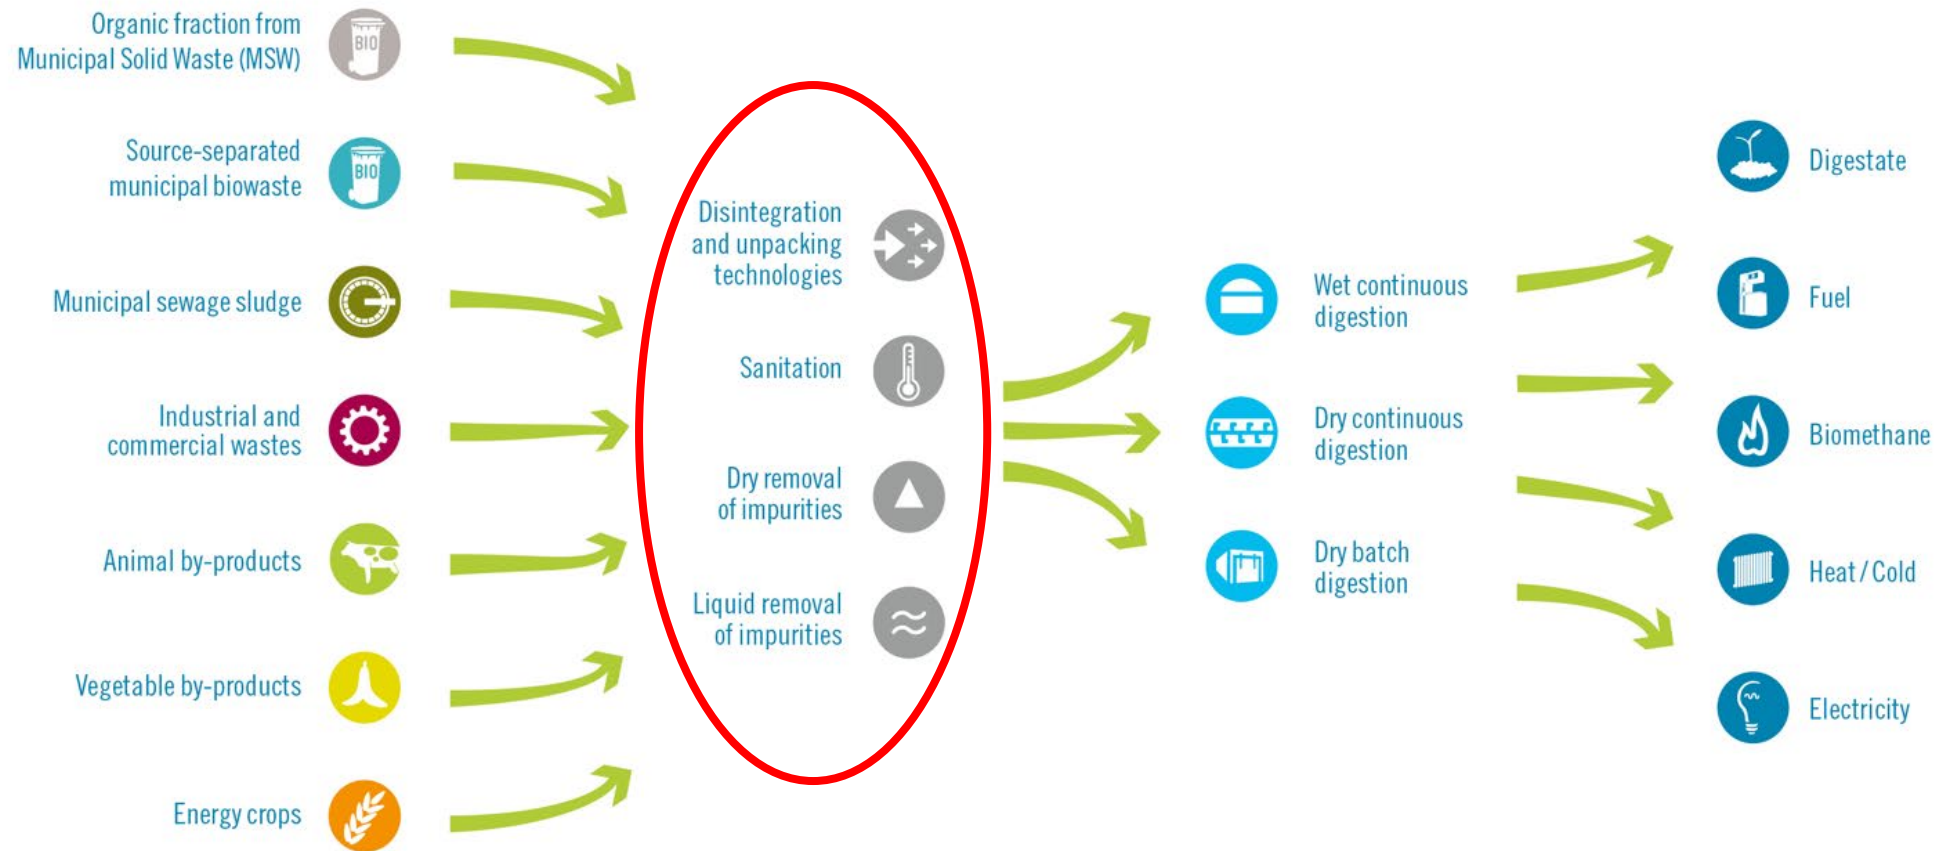 Organic fraction from
Municipal Solid Waste (MSW)
BIO
Source-separated
municipal biowaste
BIO
Municipal sewage sludge
Industrial and
commercial wastes
Animal by-products
Vegetable by-products
Energy crops
Disintegration
and unpacking
technologies
Sanitation
Dry removal
of impurities
Liquid removal
of impurities
Wet continuous
digestion
Dry continuous
digestion
Dry batch
digestion
Digestate
Fuel
Biomethane
Heat / Cold
Electricity